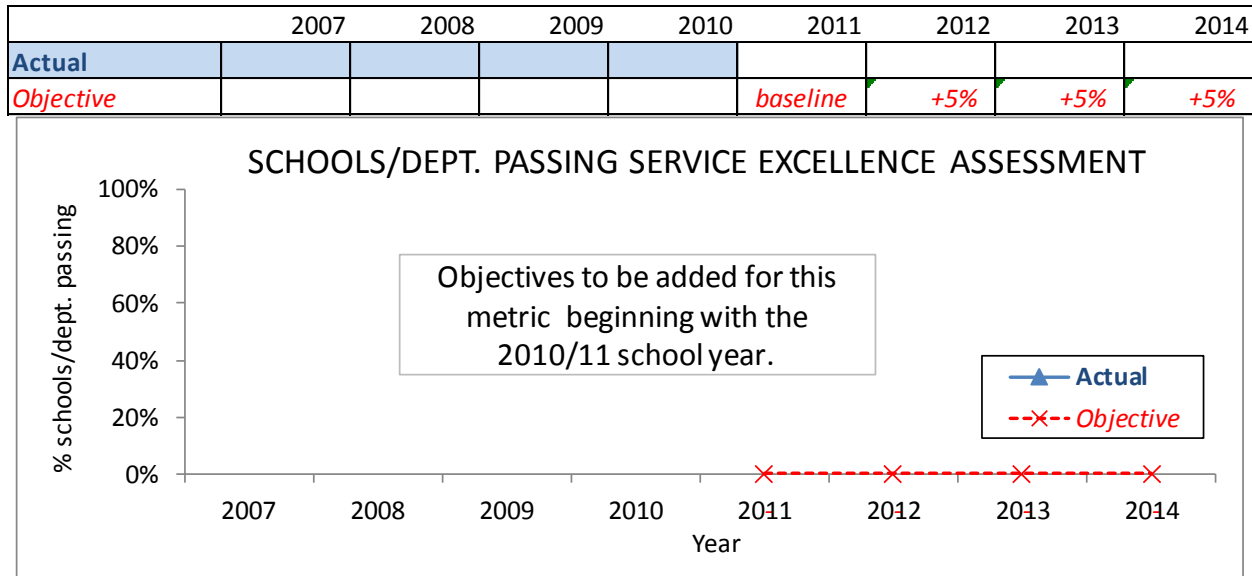 2007 2008 2009 2010 2011 2012 2013 2014
Actual
Objective baseline +5% +5% +5%
SCHOOLS/DEPT. PASSING SERVICE EXCELLENCE ASSESSMENT
% schools/dept. passing
100%
80%
60%
40%
20%
0%
Objectives to be added for this
metric beginning with the
2010/11 school year.
Actual
Objective
2007 2008 2009 2010 2011 2012 2013 2014
Year